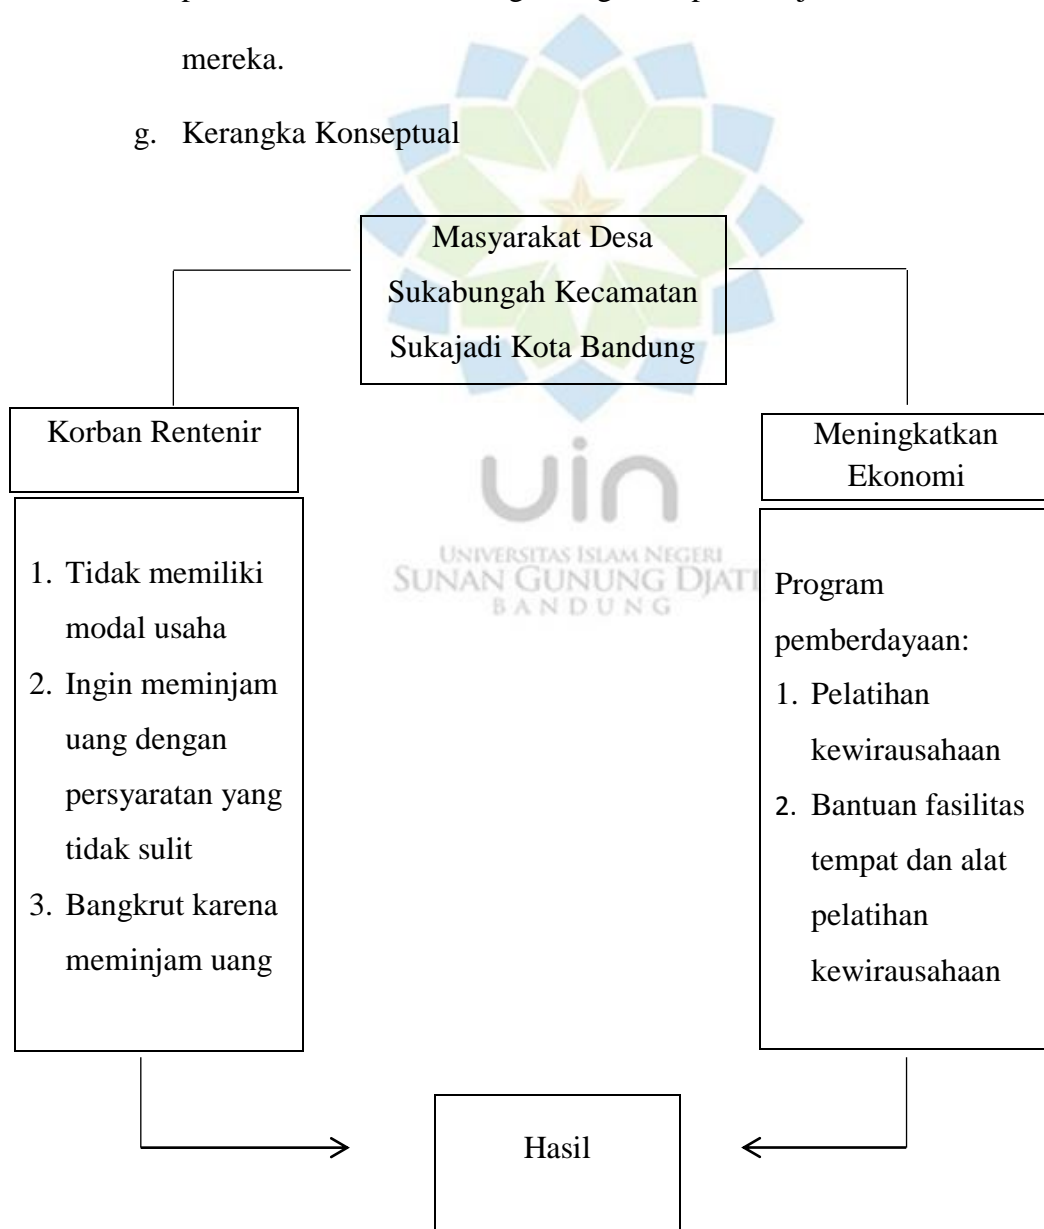 mereka.
g. Kerangka Konseptual
Masyarakat Desa
Sukabungah Kecamatan
Sukajadi Kota Bandung
Korban Rentenir
1. Tidak memiliki
modal usaha
2. Ingin meminjam
uang dengan
persyaratan yang
tidak sulit
3. Bangkrut karena
meminjam uang
Meningkatkan
Ekonomi
Program
pemberdayaan:
1. Pelatihan
kewirausahaan
2. Bantuan fasilitas
tempat dan alat
pelatihan
kewirausahaan
uin
UNIVERSITAS ISLAM NEGERI
SUNAN GUNUNG DJATI
BANDUNG
Hasil